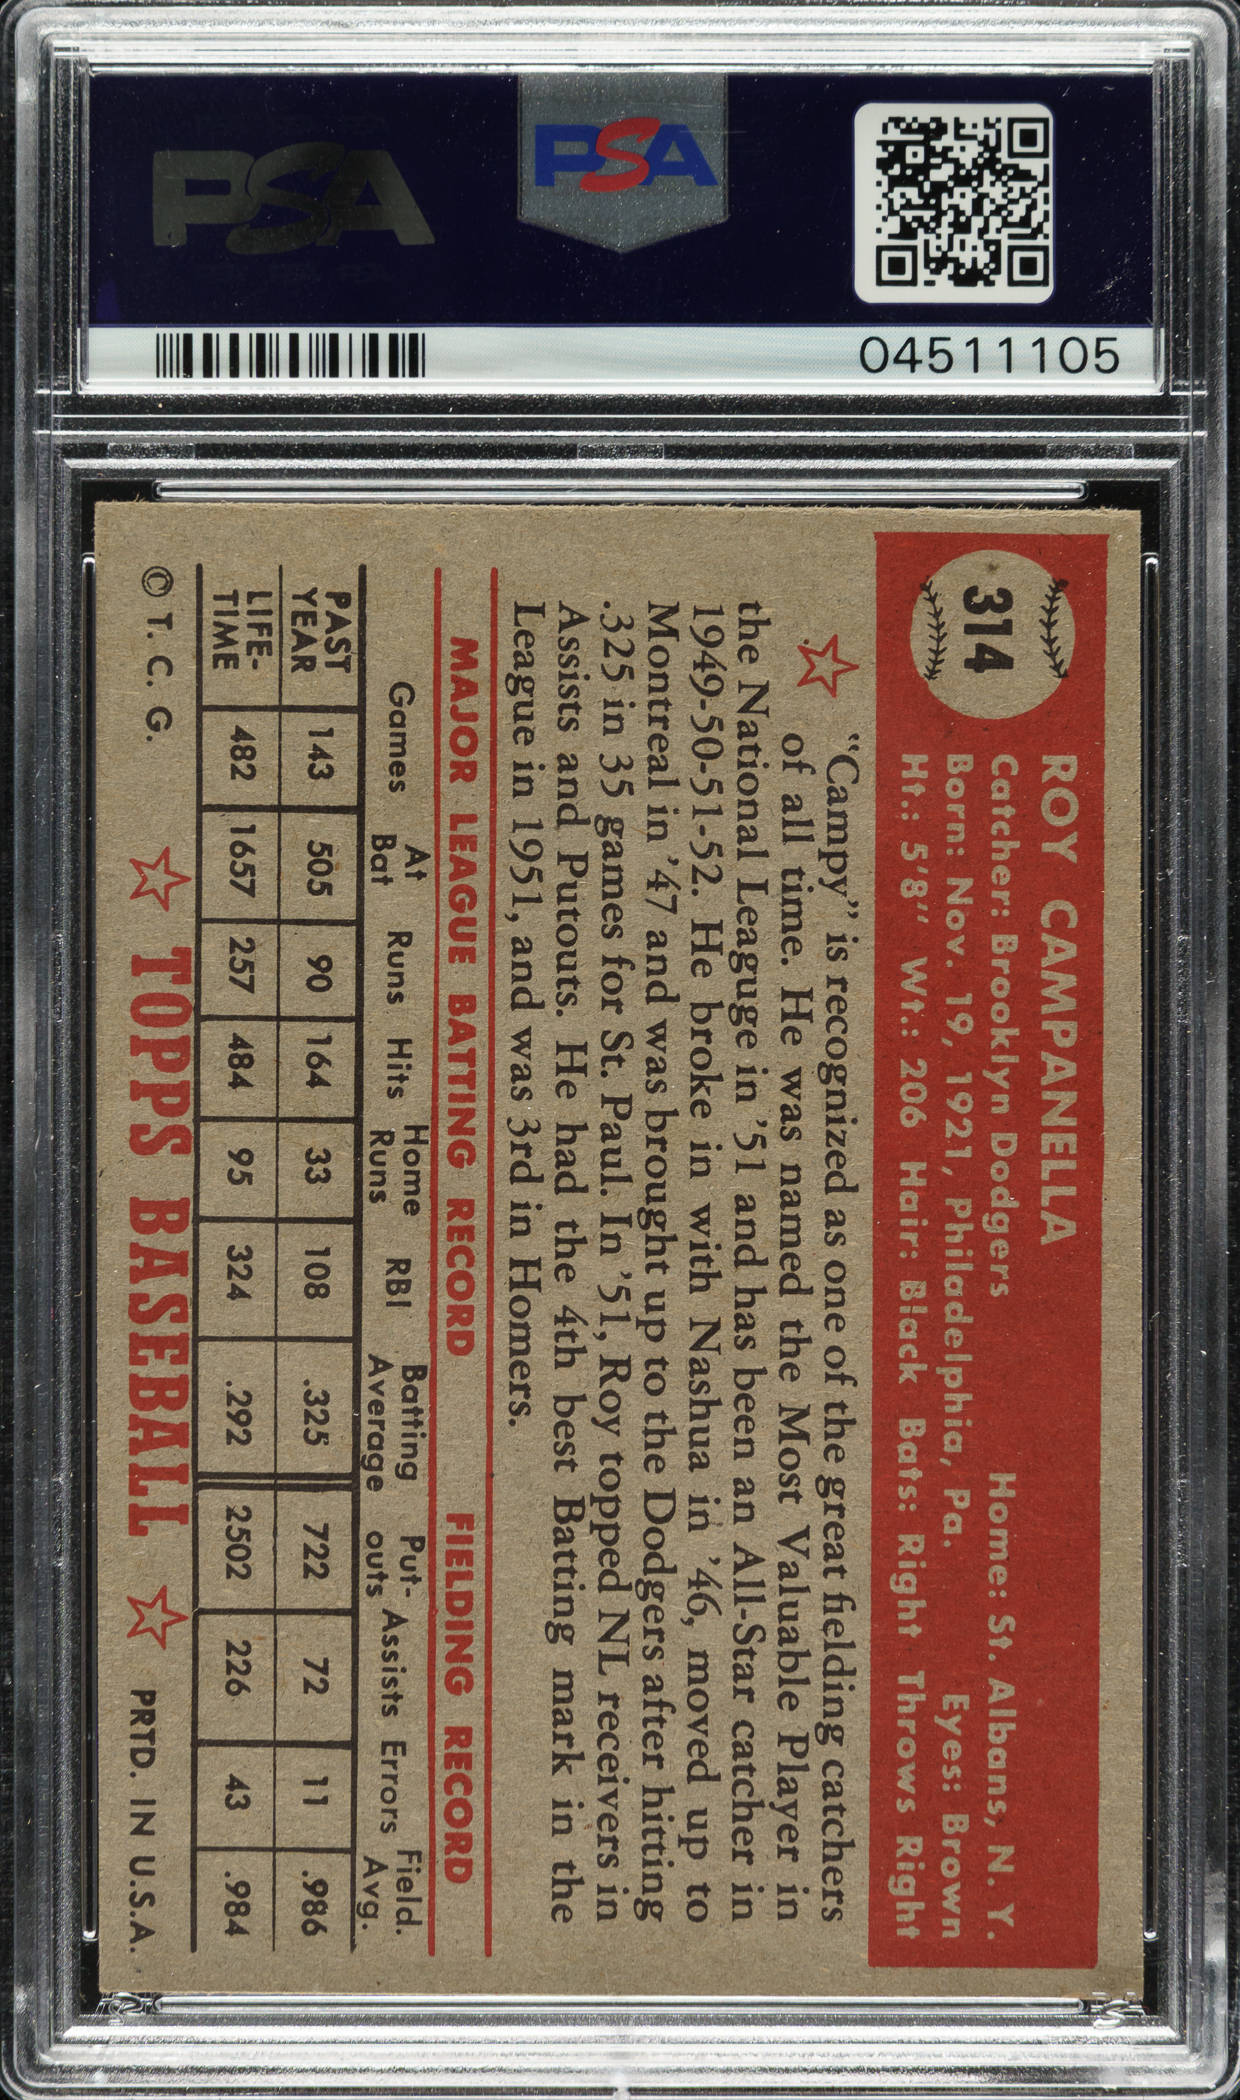 PSA
PSA
04511105
314
ROY CAMPANELLA
Catcher: Brooklyn Dodgers Home: St. Albans, N. Y.
Born: Nov. 19, 1921, Philadelphia, Pa. Eyes: Brown
Ht.: 5'8" Wt.: 206 Hair: Black Bats: Right Throws Right
"Campy" is recognized as one of the great fielding catchers
of all time. He was named the Most Valuable Player in
the National Leaguge in '51 and has been an All-Star catcher in
1949-50-51-52. He broke in with Nashua in '46, moved up to
Montreal in '47 and was brought up to the Dodgers after hitting
.325 in 35 games for St. Paul. In '51, Roy topped NL receivers in
Assists and Putouts. He had the 4th best Batting mark in the
League in 1951, and was 3rd in Homers.
MAJOR LEAGUE BATTING RECORD FIELDING RECORD
Games At Bat Runs Hits Home Runs RBI Batting Average Put-outs Assists Errors Field. Avg.
PAST YEAR 143 505 90 164 33 108 .325 722 72 11 .986
LIFE-TIME 482 1657 257 484 95 324 .292 2502 226 43 .984
© T. C. G. TOPPS BASEBALL PRTD. IN U.S.A.